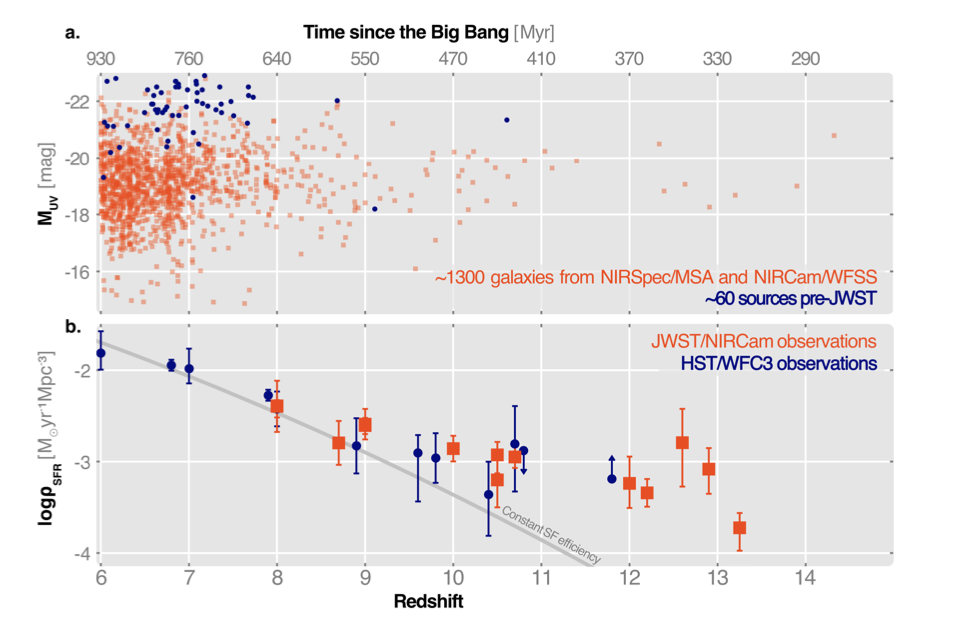 a.
Time since the Big Bang [Myr]
930 760 640 550 470 410 370 330 290
-22
-20
-18
-16
M_UV [mag]
~1300 galaxies from NIRSpec/MSA and NIRCam/WFSS
~60 sources pre-JWST
b.
JWST/NIRCam observations
HST/WFC3 observations
-2
-3
-4
logρ_SFR [M☉yr⁻¹Mpc⁻³]
Constant SF efficiency
6 7 8 9 10 11 12 13 14
Redshift